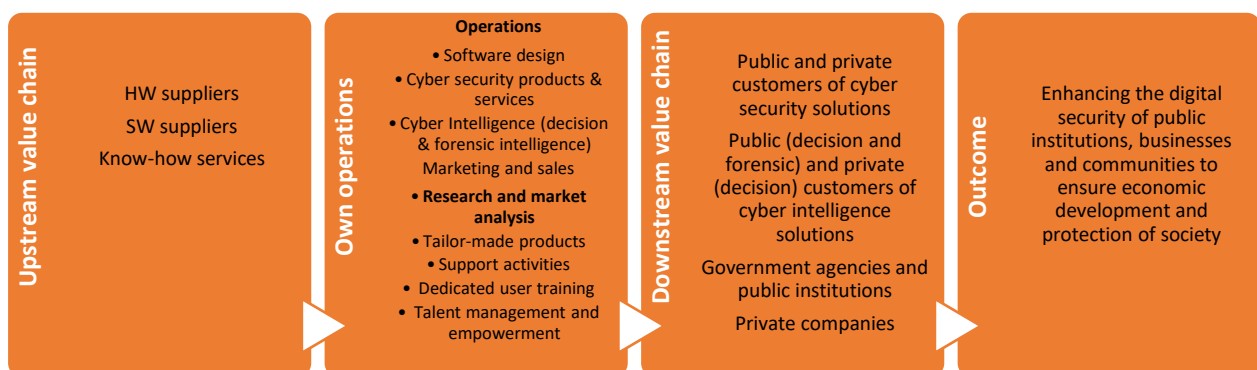 Upstream value chain
HW suppliers
SW suppliers
Know-how services
Own operations
Operations
• Software design
• Cyber security products &
services
• Cyber Intelligence (decision
& forensic intelligence)
Marketing and sales
• Research and market
analysis
• Tailor-made products
• Support activities
• Dedicated user training
• Talent management and
empowerment
Downstream value chain
Public and private
customers of cyber
security solutions
Public (decision and
forensic) and private
(decision) customers of
cyber intelligence
solutions
Government agencies and
public institutions
Private companies
Outcome
Enhancing the digital
security of public
institutions, businesses
and communities to
ensure economic
development and
protection of society